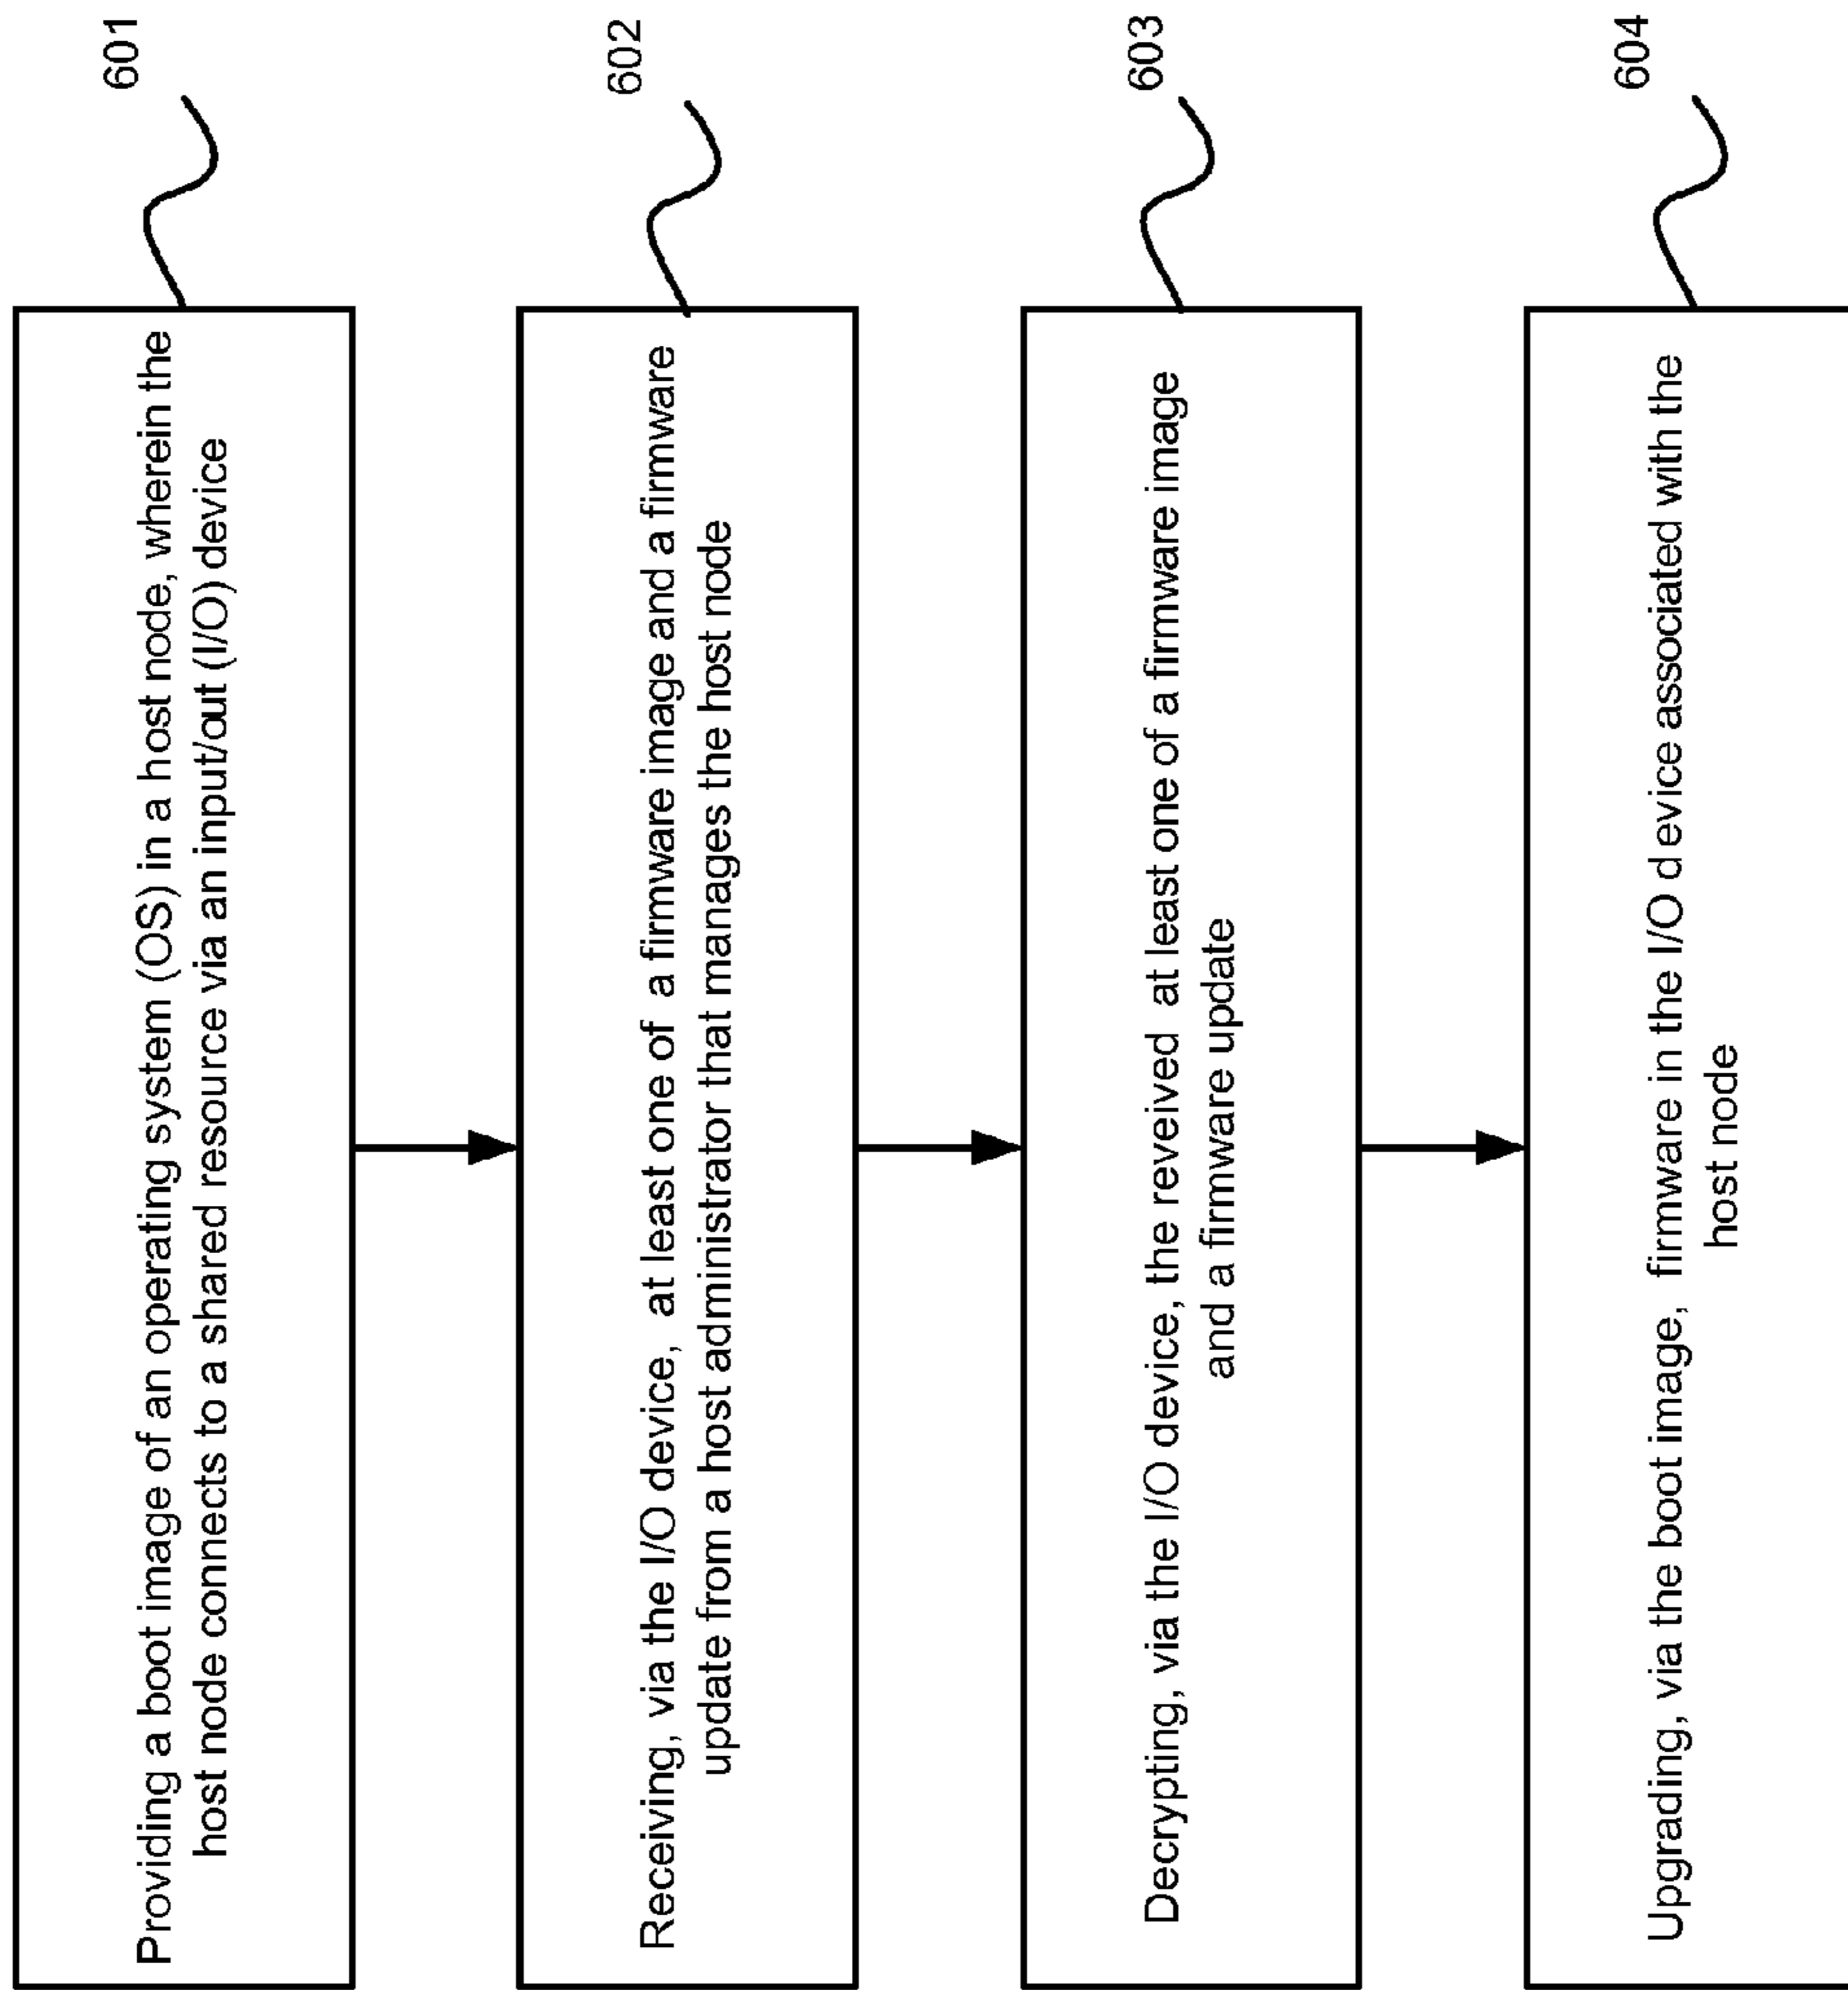 Providing a boot image of an operating system (OS) in a host node, wherein the
host node connects to a shared resource via an input/out (I/O) device
601
Receiving, via the I/O device, at least one of a firmware image and a firmware
update from a host administrator that manages the host node
602
Decrypting, via the I/O device, the reveived at least one of a firmware image
and a firmware update
603
Upgrading, via the boot image, firmware in the I/O device associated with the
host node
604